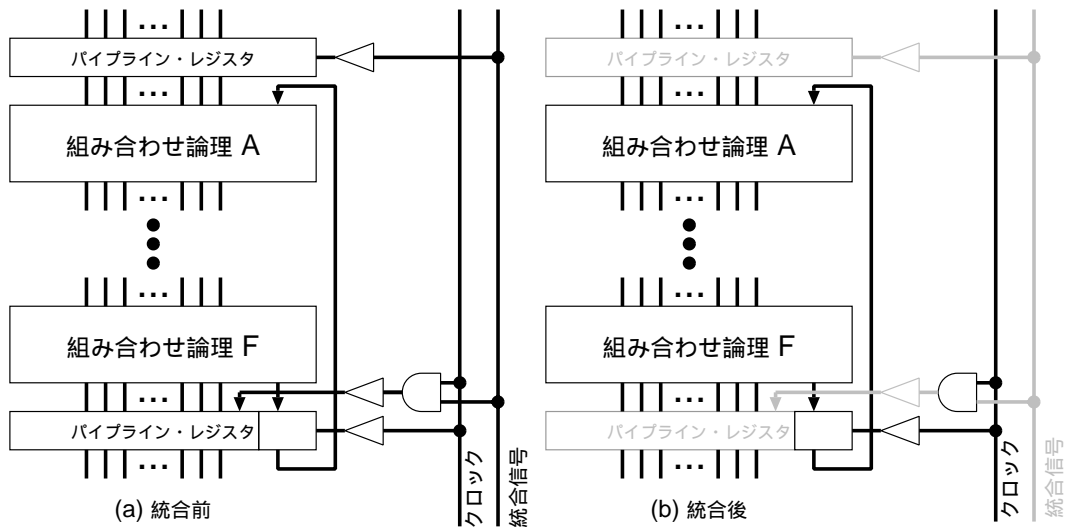 ...
パイプライン・レジスタ
...
組み合わせ論理 A
...
...
組み合わせ論理 F
...
パイプライン・レジスタ
...
クロック
統合信号
(a) 統合前
...
パイプライン・レジスタ
...
組み合わせ論理 A
...
...
組み合わせ論理 F
...
パイプライン・レジスタ
...
クロック
統合信号
(b) 統合後